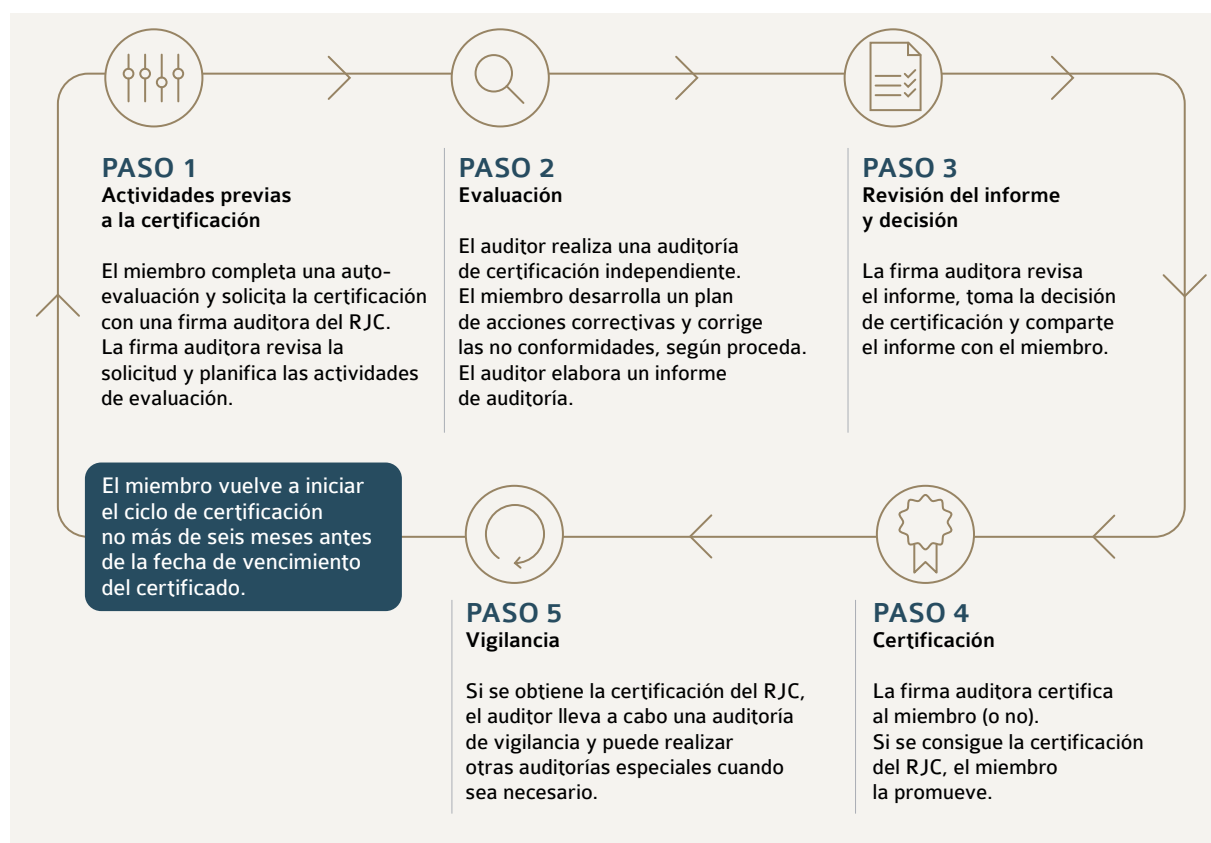 PASO 1
Actividades previas
a la certificación
El miembro completa una auto-
evaluación y solicita la certificación
con una firma auditora del RJC.
La firma auditora revisa la
solicitud y planifica las actividades
de evaluación.
PASO 2
Evaluación
El auditor realiza una auditoría
de certificación independiente.
El miembro desarrolla un plan
de acciones correctivas y corrige
las no conformidades, según proceda.
El auditor elabora un informe
de auditoría.
PASO 3
Revisión del informe
y decisión
La firma auditora revisa
el informe, toma la decisión
de certificación y comparte
el informe con el miembro.
PASO 4
Certificación
La firma auditora certifica
al miembro (o no).
Si se consigue la certificación
del RJC, el miembro
la promueve.
PASO 5
Vigilancia
Si se obtiene la certificación del RJC,
el auditor lleva a cabo una auditoría
de vigilancia y puede realizar
otras auditorías especiales cuando
sea necesario.
El miembro vuelve a iniciar
el ciclo de certificación
no más de seis meses antes
de la fecha de vencimiento
del certificado.